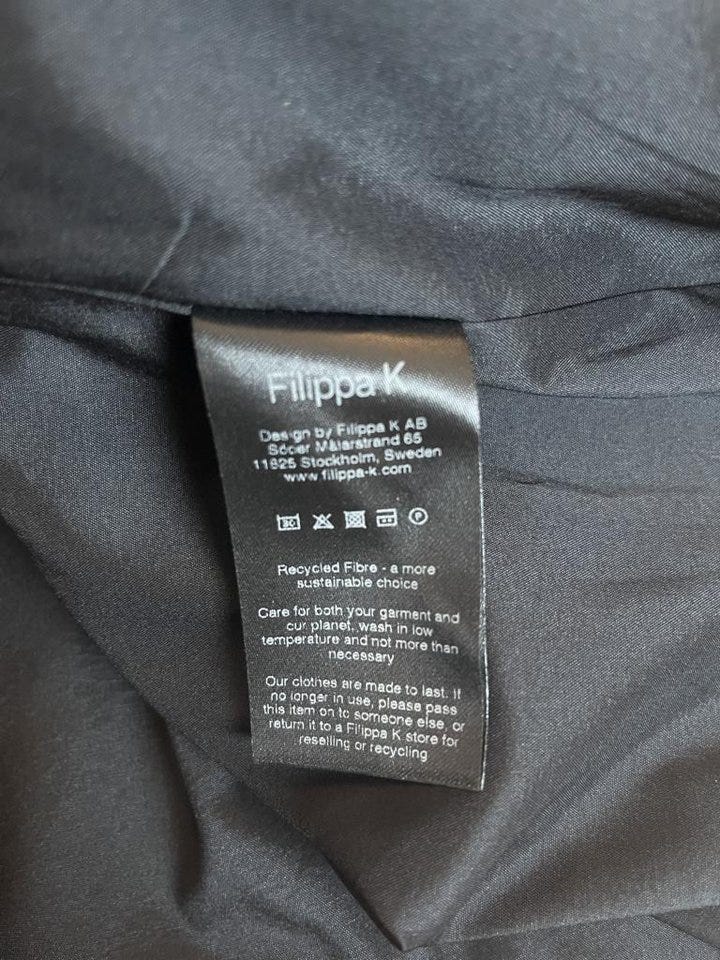 Filippa K
Design by Filippa K AB
Söder Mälarstrand 65
11825 Stockholm, Sweden
www.filippa-k.com
30
P
Recycled Fibre - a more
sustainable choice
Care for both your garment and
our planet, wash in low
temperature and not more than
necessary
Our clothes are made to last. If
no longer in use, please pass
this item on to someone else, or
return it to a Filippa K store for
reselling or recycling